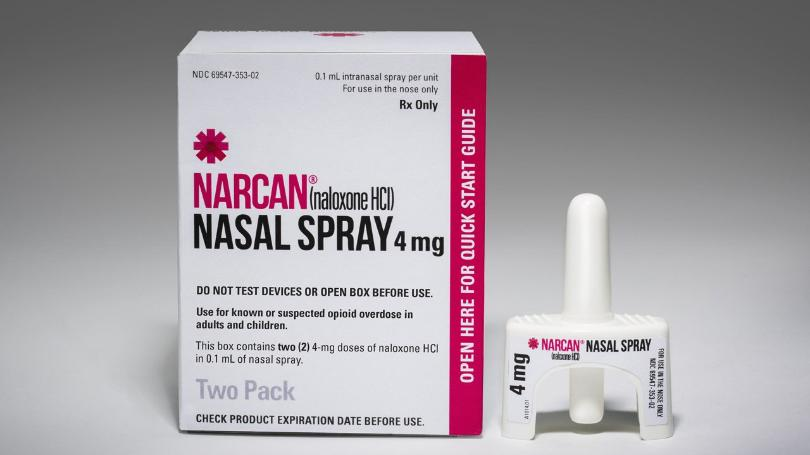 NDC 69547-353-02
0.1 mL intranasal spray per unit
For use in the nose only
Rx Only
NARCAN® (naloxone HCl)
NASAL SPRAY 4 mg
DO NOT TEST DEVICES OR OPEN BOX BEFORE USE.
Use for known or suspected opioid overdose in
adults and children.
This box contains two (2) 4-mg doses of naloxone HCl
in 0.1 mL of nasal spray.
Two Pack
CHECK PRODUCT EXPIRATION DATE BEFORE USE.
OPEN HERE FOR QUICK START GUIDE
NARCAN® NASAL SPRAY
(naloxone HCl)
4 mg
FOR USE IN THE NOSE ONLY
NDC 69547-353-02